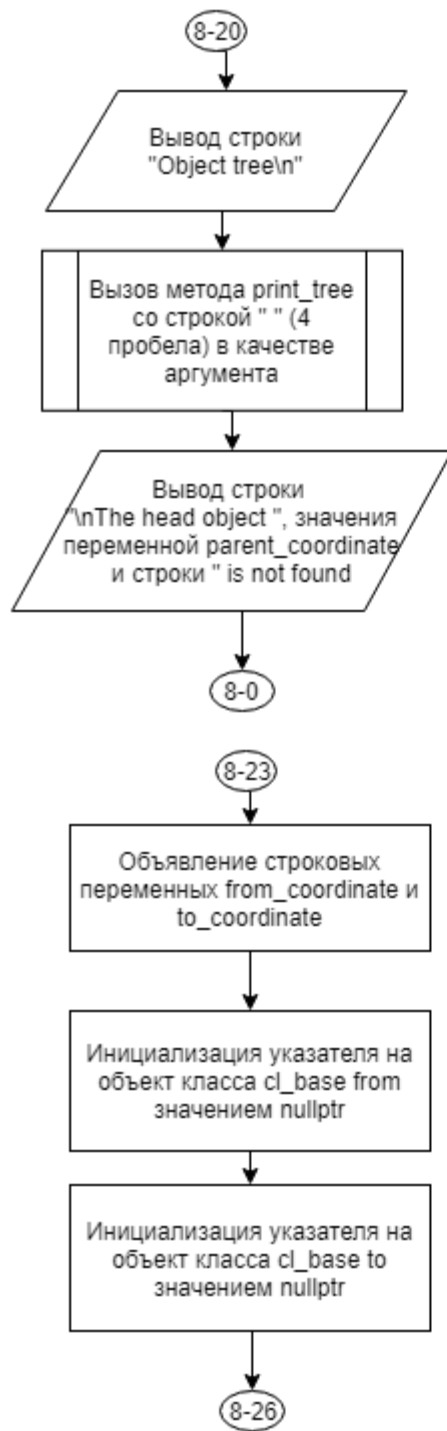 8-20
Вывод строки
"Object tree\n"
Вызов метода print_tree
со строкой " " (4
пробела) в качестве
аргумента
Вывод строки
"\nThe head object ", значения
переменной parent_coordinate
и строки " is not found
8-0
8-23
Объявление строковых
переменных from_coordinate и
to_coordinate
Инициализация указателя на
объект класса cl_base from
значением nullptr
Инициализация указателя на
объект класса cl_base to
значением nullptr
8-26